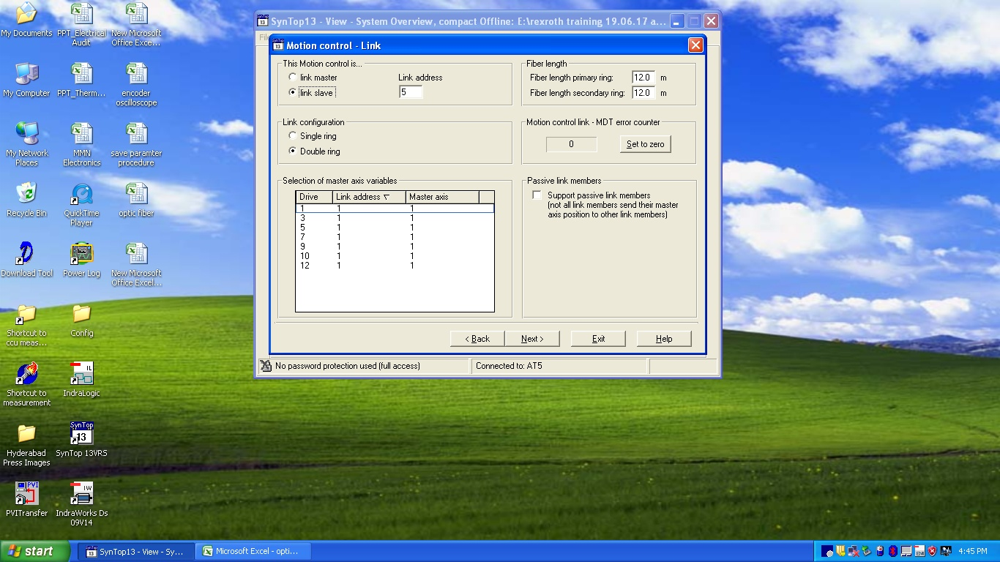 My Documents
PPT_Electrical
Audit
New Microsoft
Office Exce...
My Computer
PPT_Therm...
encoder
oscilloscope
My Network
Places
MMN
Electronics
save paramter
procedure
Recycle Bin
QuickTime
Player
optic fiber
Download Tool
Power Log
New Microsoft
Office Excel...
Shortcut to
ccu meas...
Config
Shortcut to
measurement
IndraLogic
Hyderabad
Press Images
SynTop
13
SynTop 13VRS
PVITransfer
IndraWorks Ds
09V14
SynTop13 - View - System Overview, compact Offline: E:\rexroth training 19.06.17 a...
Motion control - Link
This Motion control is...
link master
Link address
link slave
5
Fiber length
Fiber length primary ring: 12.0 m
Fiber length secondary ring: 12.0 m
Link configuration
Single ring
Double ring
Motion control link - MDT error counter
0 Set to zero
Selection of master axis variables
Drive Link address Master axis
1 1 1
3 1 1
5 1 1
7 1 1
9 1 1
10 1 1
12 1 1
Passive link members
Support passive link members
(not all link members send their master
axis position to other link members)
< Back Next > Exit Help
No password protection used (full access) Connected to: AT5
start
SynTop13 - View - Sy...
Microsoft Excel - opti...
4:45 PM